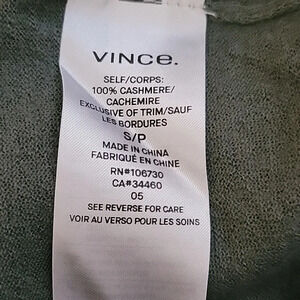 VINCE.
SELF/CORPS:
100% CASHMERE/
CACHEMIRE
EXCLUSIVE OF TRIM/SAUF
LES BORDURES
S/P
MADE IN CHINA
FABRIQUÉ EN CHINE
RN#106730
CA#34460
05
SEE REVERSE FOR CARE
VOIR AU VERSO POUR LES SOINS